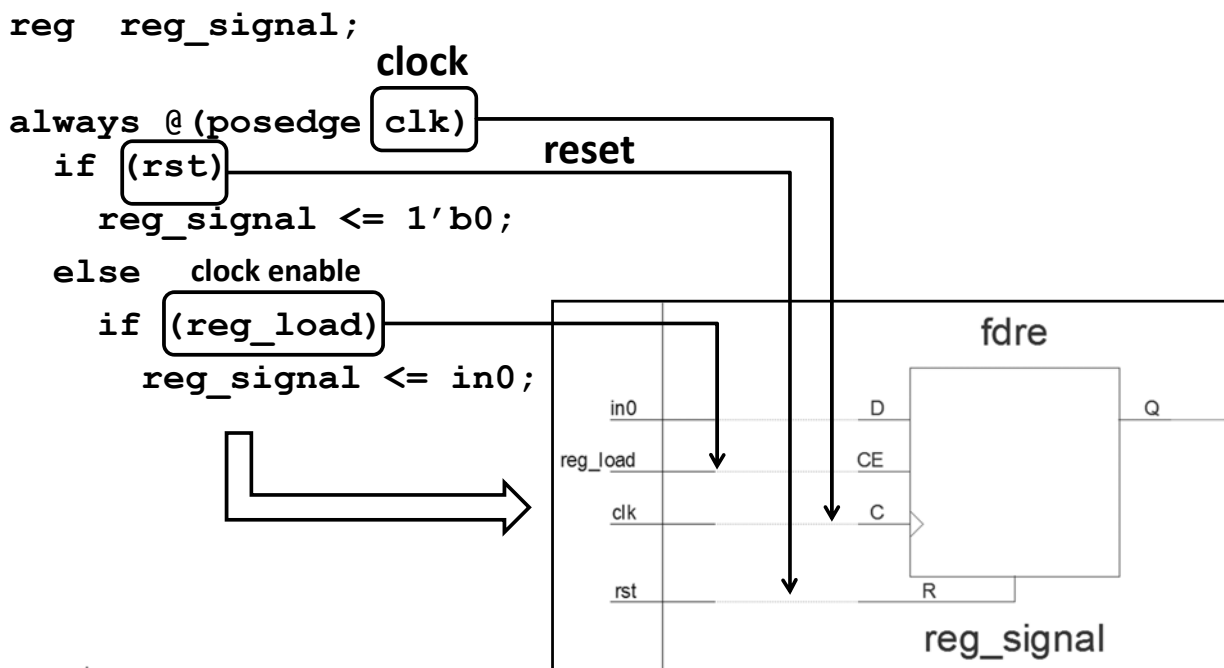 reg reg_signal;
clock
always @(posedge clk)
if (rst)
reset
reg_signal <= 1’b0;
else clock enable
if (reg_load)
reg_signal <= in0;
fdre
in0 D Q
reg_load CE
clk C
rst R
reg_signal